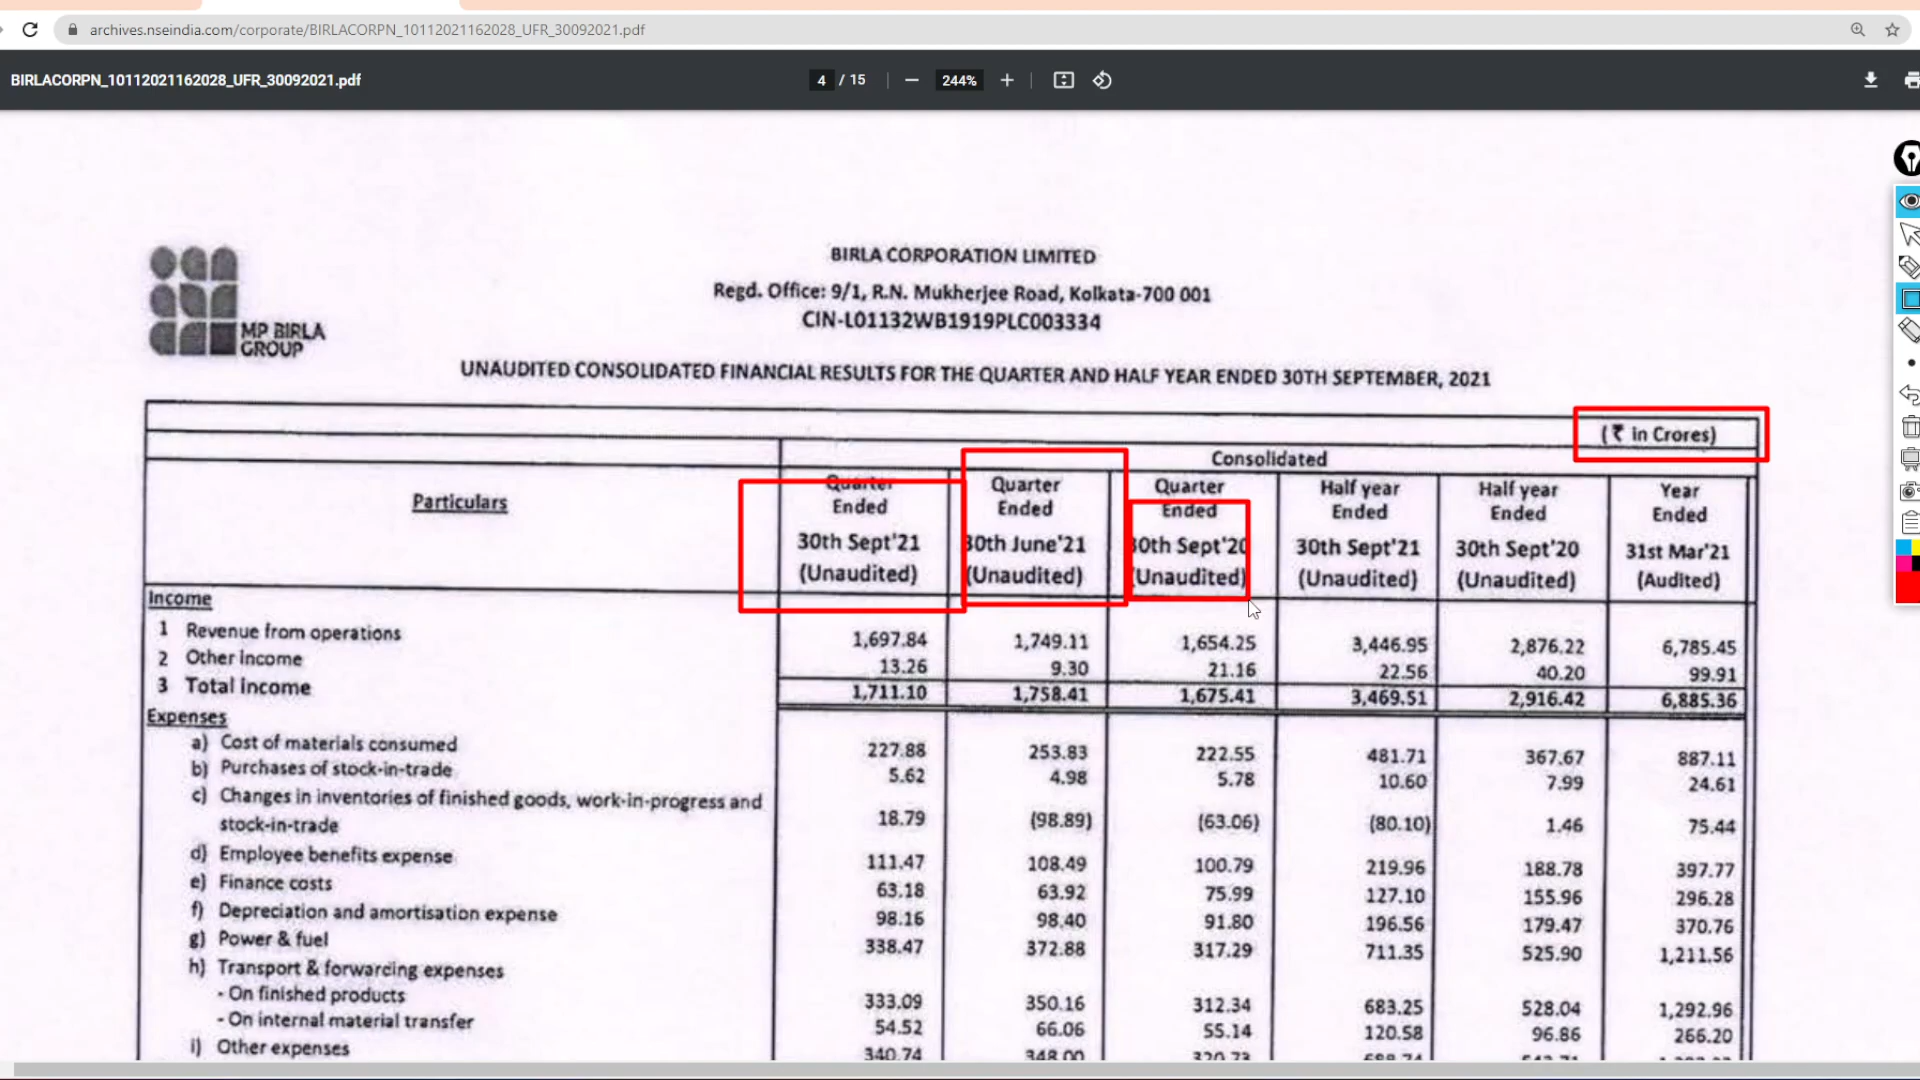 archives.nseindia.com/corporate/BIRLACORPN_10112021162028_UFR_30092021.pdf
BIRLACORPN_10112021162028_UFR_30092021.pdf
4 / 15
244%
MP BIRLA
GROUP
BIRLA CORPORATION LIMITED
Regd. Office: 9/1, R.N. Mukherjee Road, Kolkata-700 001
CIN-L01132WB1919PLC003334
UNAUDITED CONSOLIDATED FINANCIAL RESULTS FOR THE QUARTER AND HALF YEAR ENDED 30TH SEPTEMBER, 2021
(₹ in Crores)
Consolidated
Particulars
Quarter Ended 30th Sept'21 (Unaudited)
Quarter Ended 30th June'21 (Unaudited)
Quarter Ended 30th Sept'20 (Unaudited)
Half year Ended 30th Sept'21 (Unaudited)
Half year Ended 30th Sept'20 (Unaudited)
Year Ended 31st Mar'21 (Audited)
Income
1 Revenue from operations 1,697.84 1,749.11 1,654.25 3,446.95 2,876.22 6,785.45
2 Other Income 13.26 9.30 21.16 22.56 40.20 99.91
3 Total Income 1,711.10 1,758.41 1,675.41 3,469.51 2,916.42 6,885.36
Expenses
a) Cost of materials consumed 227.88 253.83 222.55 481.71 367.67 887.11
b) Purchases of stock-in-trade 5.62 4.98 5.78 10.60 7.99 24.61
c) Changes in inventories of finished goods, work-in-progress and
stock-in-trade 18.79 (98.89) (63.06) (80.10) 1.46 75.44
d) Employee benefits expense 111.47 108.49 100.79 219.96 188.78 397.77
e) Finance costs 63.18 63.92 75.99 127.10 155.96 296.28
f) Depreciation and amortisation expense 98.16 98.40 91.80 196.56 179.47 370.76
g) Power & fuel 338.47 372.88 317.29 711.35 525.90 1,211.56
h) Transport & forwarding expenses
- On finished products 333.09 350.16 312.34 683.25 528.04 1,292.96
- On internal material transfer 54.52 66.06 55.14 120.58 96.86 266.20
i) Other expenses 340.74 348.00 320.73